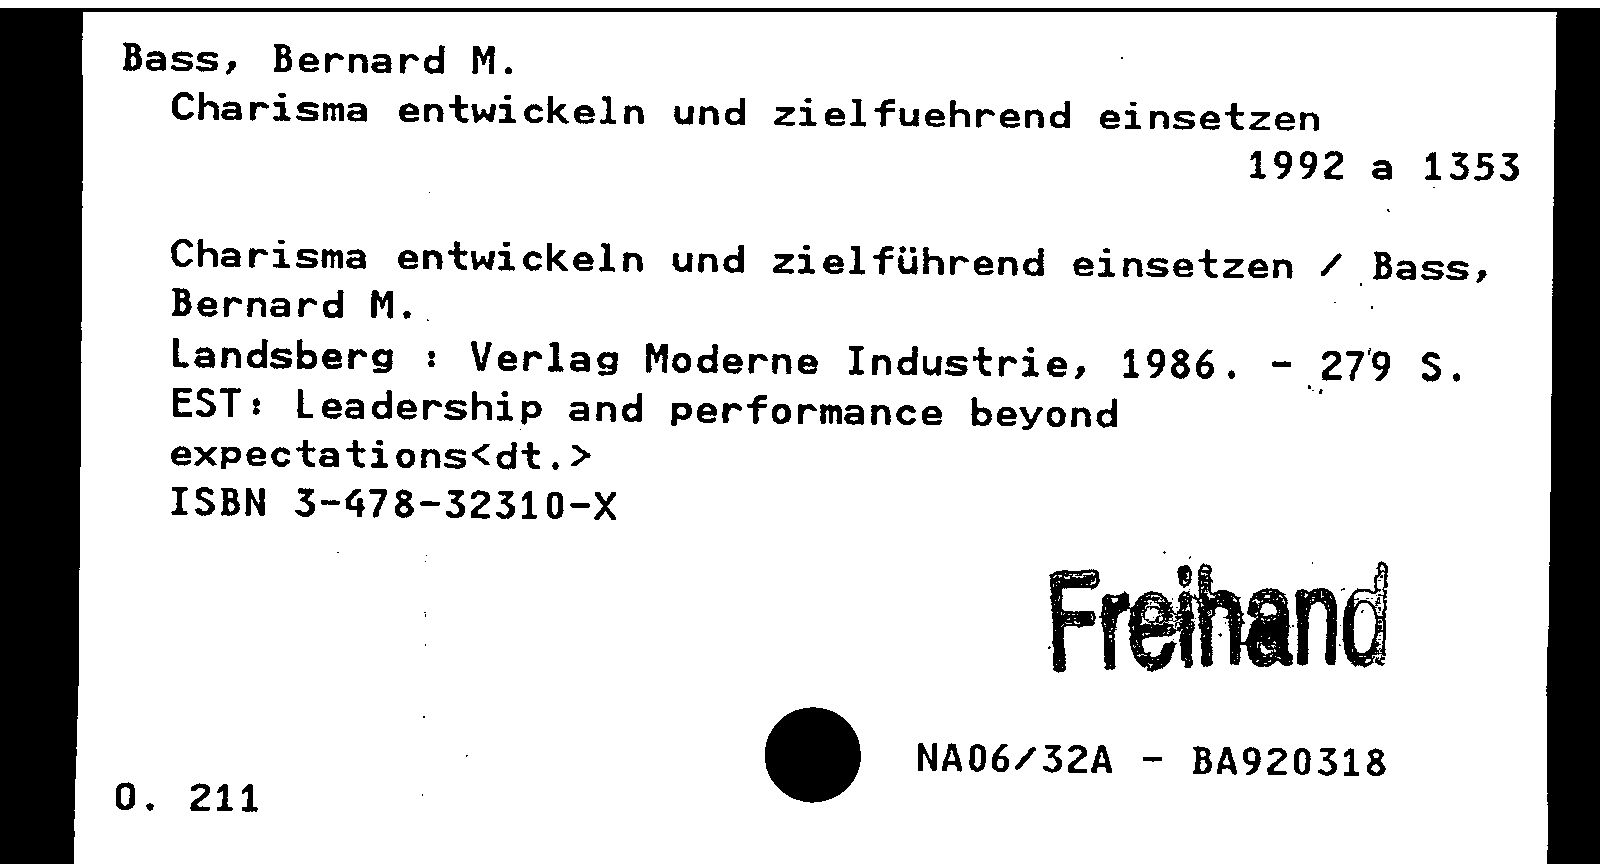 Bass, Bernard M.
Charisma entwickeln und zielfuehrend einsetzen
1992 a 1353
Charisma entwickeln und zielführend einsetzen / Bass,
Bernard M.
Landsberg : Verlag Moderne Industrie, 1986. - 279 S.
EST: Leadership and performance beyond
expectations<dt.>
ISBN 3-478-32310-X
Freihand
NA06/32A - BA920318
O. 211